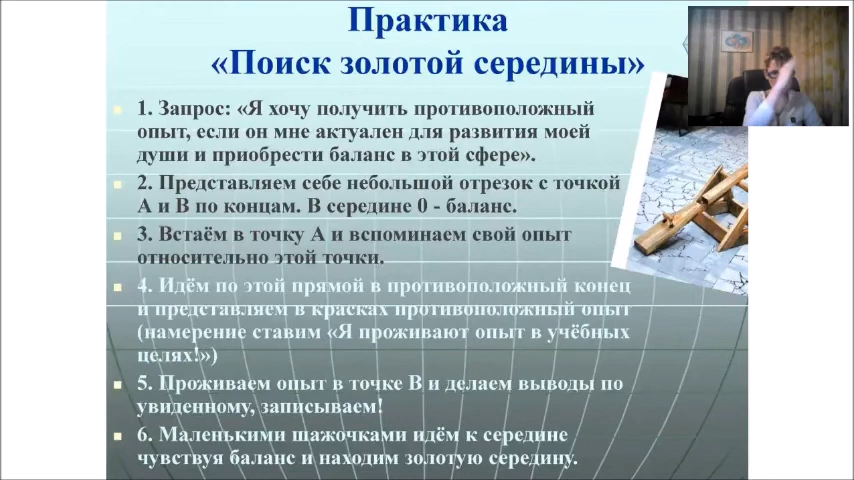 Практика
«Поиск золотой середины»
1. Запрос: «Я хочу получить противоположный
опыт, если он мне актуален для развития моей
души и приобрести баланс в этой сфере».
2. Представляем себе небольшой отрезок с точкой
А и В по концам. В середине 0 - баланс.
3. Встаём в точку А и вспоминаем свой опыт
относительно этой точки.
4. Идём по этой прямой в противоположный конец
и представляем в красках противоположный опыт
(намерение ставим «Я проживают опыт в учёбных
целях!»)
5. Проживаем опыт в точке В и делаем выводы по
увиденному, записываем!
6. Маленькими шажочками идём к середине
чувствуя баланс и находим золотую середину.